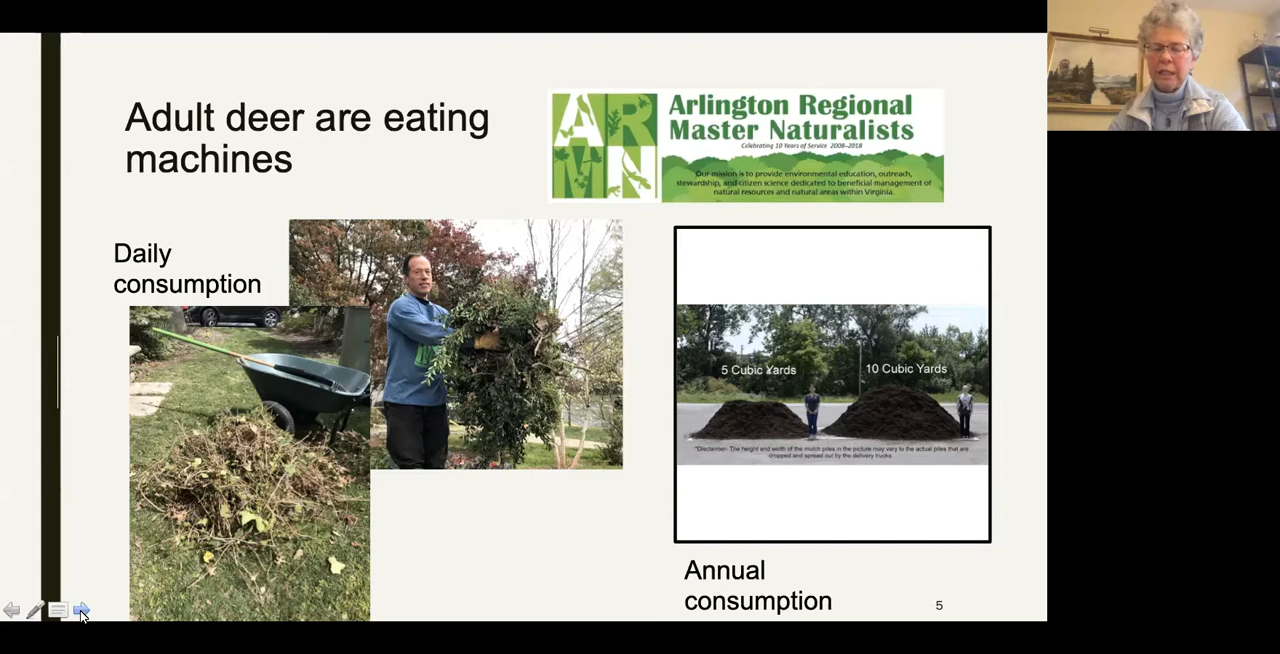 Adult deer are eating
machines
ARMN
Arlington Regional
Master Naturalists
Celebrating 10 Years of Service 2008–2018
Our mission is to provide environmental education, outreach,
stewardship, and citizen science dedicated to beneficial management of
natural resources and natural areas within Virginia.
Daily
consumption
5 Cubic Yards
10 Cubic Yards
*Disclaimer: The height and width of the mulch piles in the picture may vary to the actual piles that are
dropped and spread out by the delivery trucks.
Annual
consumption
5